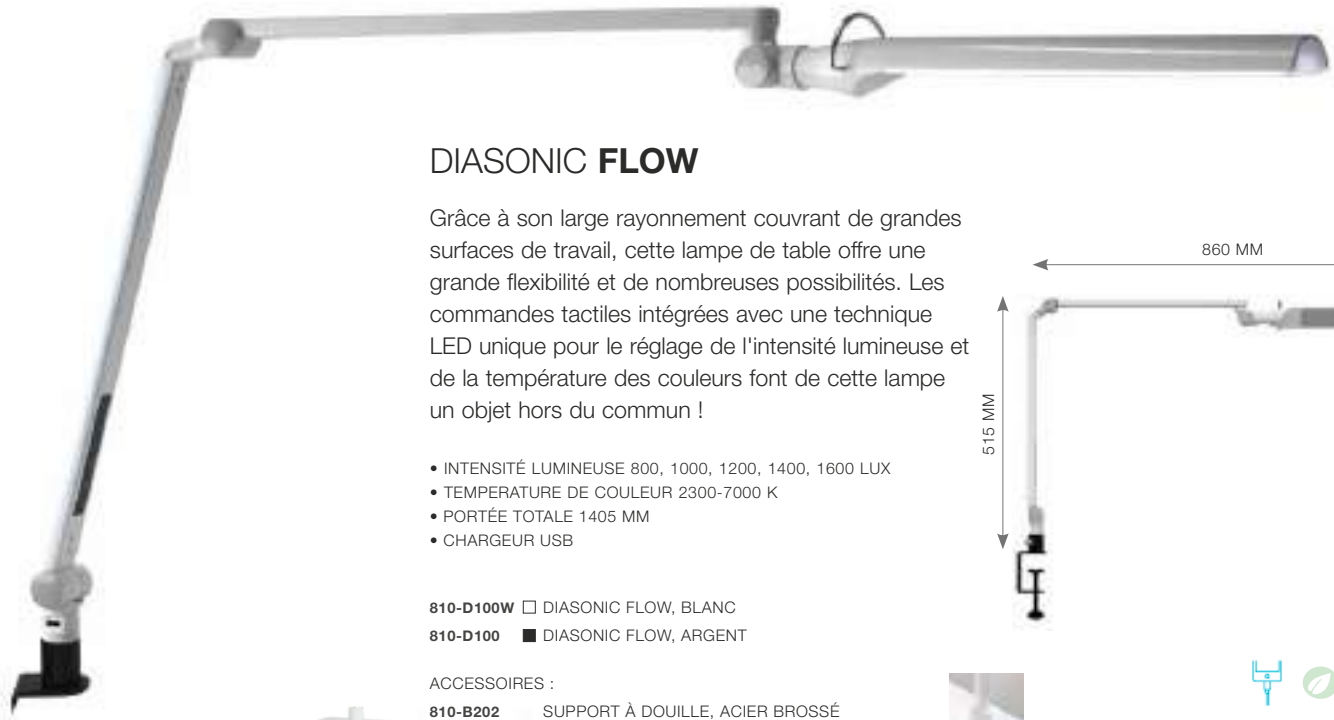 DIASONIC FLOW
Grâce à son large rayonnement couvrant de grandes
surfaces de travail, cette lampe de table offre une
grande flexibilité et de nombreuses possibilités. Les
commandes tactiles intégrées avec une technique
LED unique pour le réglage de l'intensité lumineuse et
de la température des couleurs font de cette lampe
un objet hors du commun !
• INTENSITÉ LUMINEUSE 800, 1000, 1200, 1400, 1600 LUX
• TEMPERATURE DE COULEUR 2300-7000 K
• PORTÉE TOTALE 1405 MM
• CHARGEUR USB
810-D100W □ DIASONIC FLOW, BLANC
810-D100 ■ DIASONIC FLOW, ARGENT
ACCESSOIRES :
810-B202 SUPPORT À DOUILLE, ACIER BROSSÉ
860 MM
515 MM